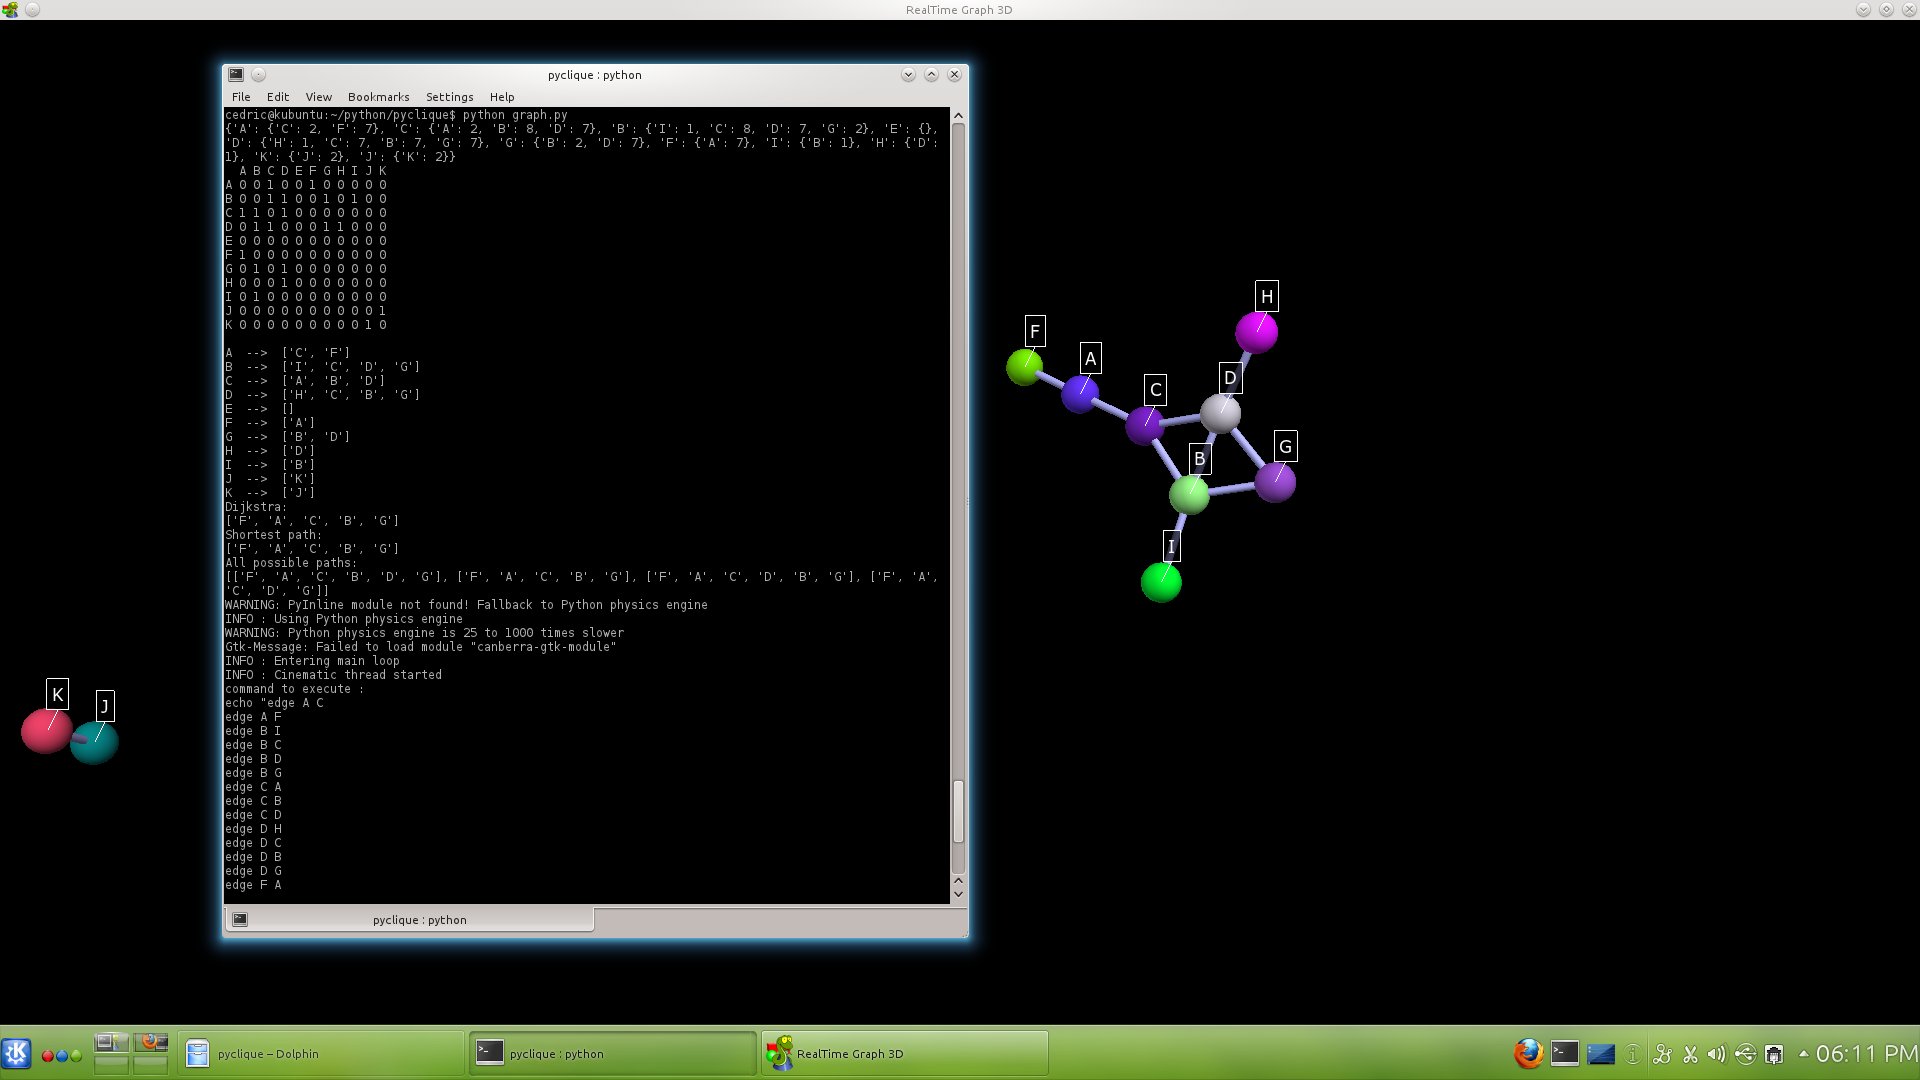 RealTime Graph 3D
pyclique : python
File Edit View Bookmarks Settings Help
cedric@kubuntu:~/python/pyclique$ python graph.py
{'A': {'C': 2, 'F': 7}, 'C': {'A': 2, 'B': 8, 'D': 7}, 'B': {'I': 1, 'C': 8, 'D': 7, 'G': 2}, 'E': {},
'D': {'H': 1, 'C': 7, 'B': 7, 'G': 7}, 'G': {'B': 2, 'D': 7}, 'F': {'A': 7}, 'I': {'B': 1}, 'H': {'D':
1}, 'K': {'J': 2}, 'J': {'K': 2}}
A B C D E F G H I J K
A 0 0 1 0 0 1 0 0 0 0 0
B 0 0 1 1 0 0 1 0 1 0 0
C 1 1 0 1 0 0 0 0 0 0 0
D 0 1 1 0 0 0 1 1 0 0 0
E 0 0 0 0 0 0 0 0 0 0 0
F 1 0 0 0 0 0 0 0 0 0 0
G 0 1 0 1 0 0 0 0 0 0 0
H 0 0 0 1 0 0 0 0 0 0 0
I 0 1 0 0 0 0 0 0 0 0 0
J 0 0 0 0 0 0 0 0 0 0 1
K 0 0 0 0 0 0 0 0 0 1 0
A --> ['C', 'F']
B --> ['I', 'C', 'D', 'G']
C --> ['A', 'B', 'D']
D --> ['H', 'C', 'B', 'G']
E --> []
F --> ['A']
G --> ['B', 'D']
H --> ['D']
I --> ['B']
J --> ['K']
K --> ['J']
Dijkstra:
['F', 'A', 'C', 'B', 'G']
Shortest path:
['F', 'A', 'C', 'B', 'G']
All possible paths:
[['F', 'A', 'C', 'B', 'D', 'G'], ['F', 'A', 'C', 'B', 'G'], ['F', 'A', 'C', 'D', 'B', 'G'], ['F', 'A',
'C', 'D', 'G']]
WARNING: PyInline module not found! Fallback to Python physics engine
INFO : Using Python physics engine
WARNING: Python physics engine is 25 to 1000 times slower
Gtk-Message: Failed to load module "canberra-gtk-module"
INFO : Entering main loop
INFO : Cinematic thread started
command to execute :
echo "edge A C
edge A F
edge B I
edge B C
edge B D
edge B G
edge C A
edge C B
edge C D
edge D H
edge D C
edge D B
edge D G
edge F A
pyclique : python
H
F
A
D
C
G
B
I
K
J
pyclique – Dolphin
pyclique : python
RealTime Graph 3D
06:11 PM